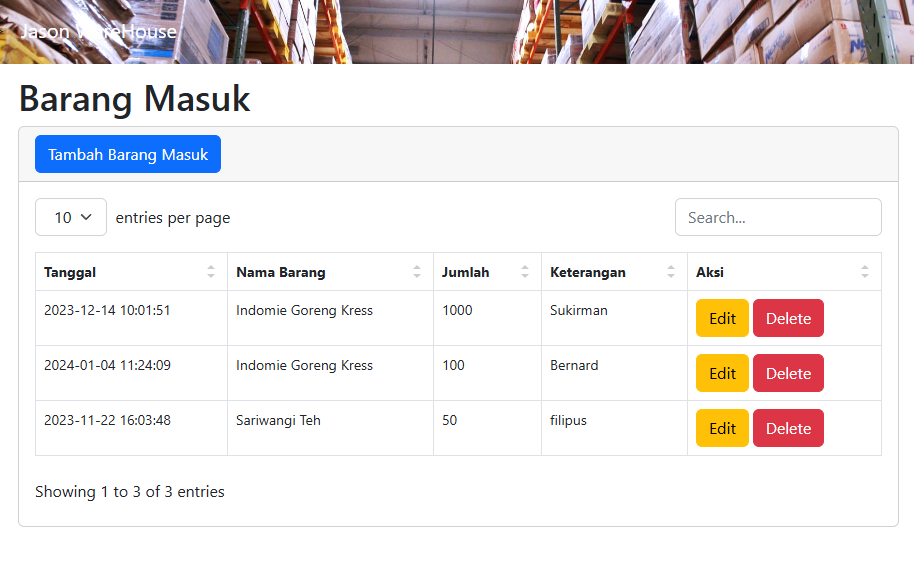 Jason WareHouse
Barang Masuk
Tambah Barang Masuk
10 entries per page Search...
Tanggal Nama Barang Jumlah Keterangan Aksi
2023-12-14 10:01:51 Indomie Goreng Kress 1000 Sukirman Edit Delete
2024-01-04 11:24:09 Indomie Goreng Kress 100 Bernard Edit Delete
2023-11-22 16:03:48 Sariwangi Teh 50 filipus Edit Delete
Showing 1 to 3 of 3 entries